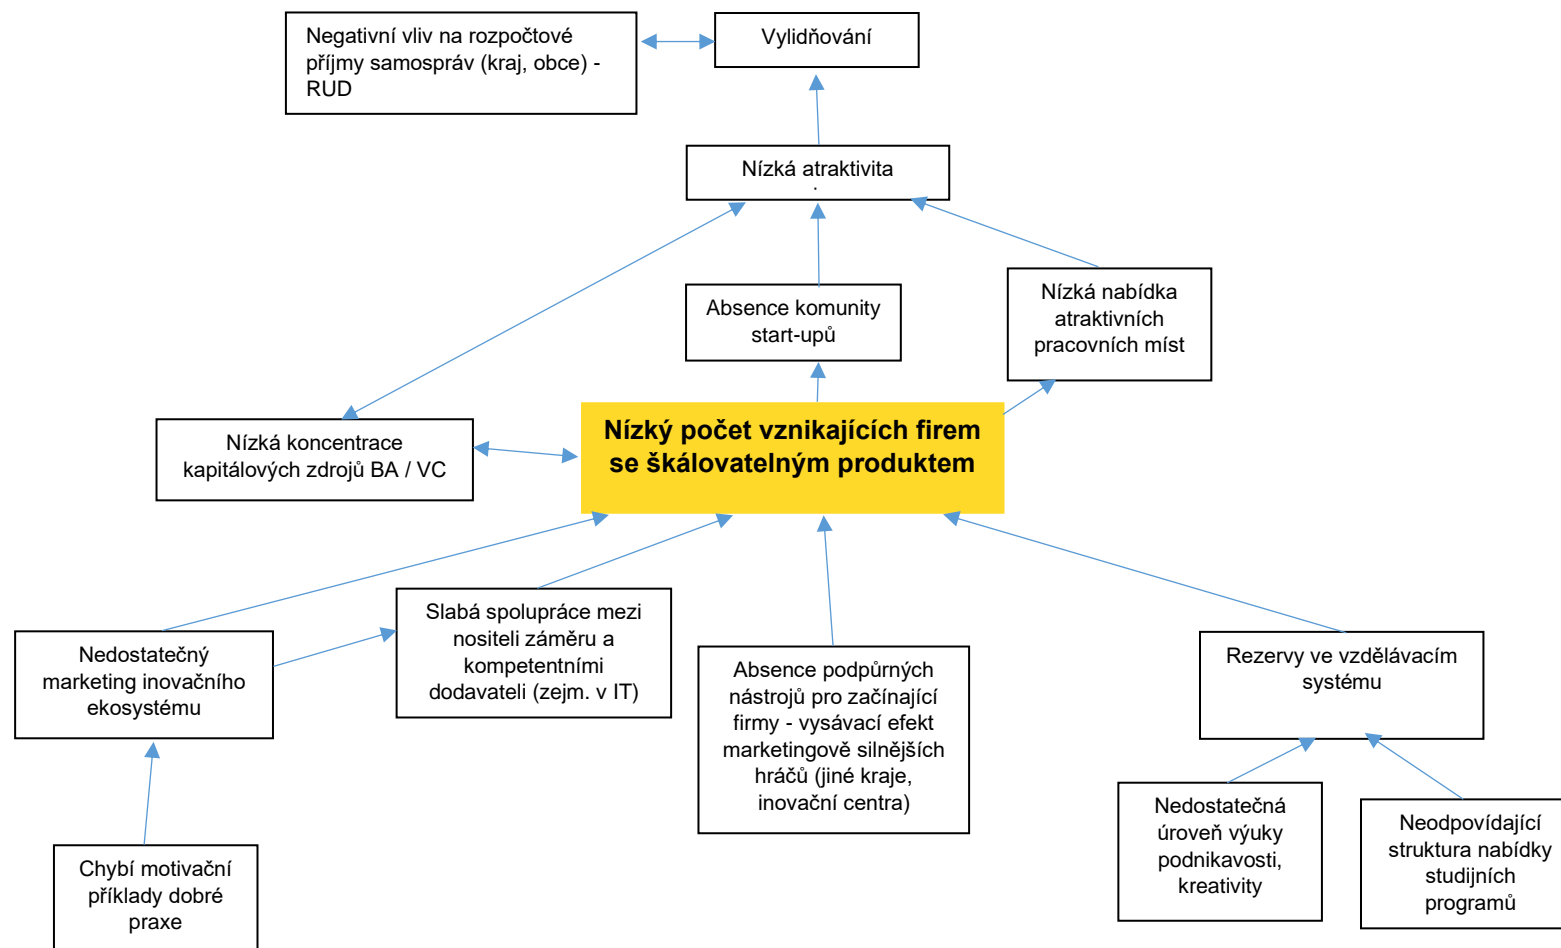 Negativní vliv na rozpočtové
příjmy samospráv (kraj, obce) -
RUD
Vylidňování
Nízká atraktivita
Absence komunity
start-upů
Nízká nabídka
atraktivních
pracovních míst
Nízká koncentrace
kapitálových zdrojů BA / VC
Nízký počet vznikajících firem
se škálovatelným produktem
Nedostatečný
marketing inovačního
ekosystému
Slabá spolupráce mezi
nositeli záměru a
kompetentními
dodavateli (zejm. v IT)
Absence podpůrných
nástrojů pro začínající
firmy - vysávací efekt
marketingově silnějších
hráčů (jiné kraje,
inovační centra)
Rezervy ve vzdělávacím
systému
Chybí motivační
příklady dobré
praxe
Nedostatečná
úroveň výuky
podnikavosti,
kreativity
Neodpovídající
struktura nabídky
studijních
programů